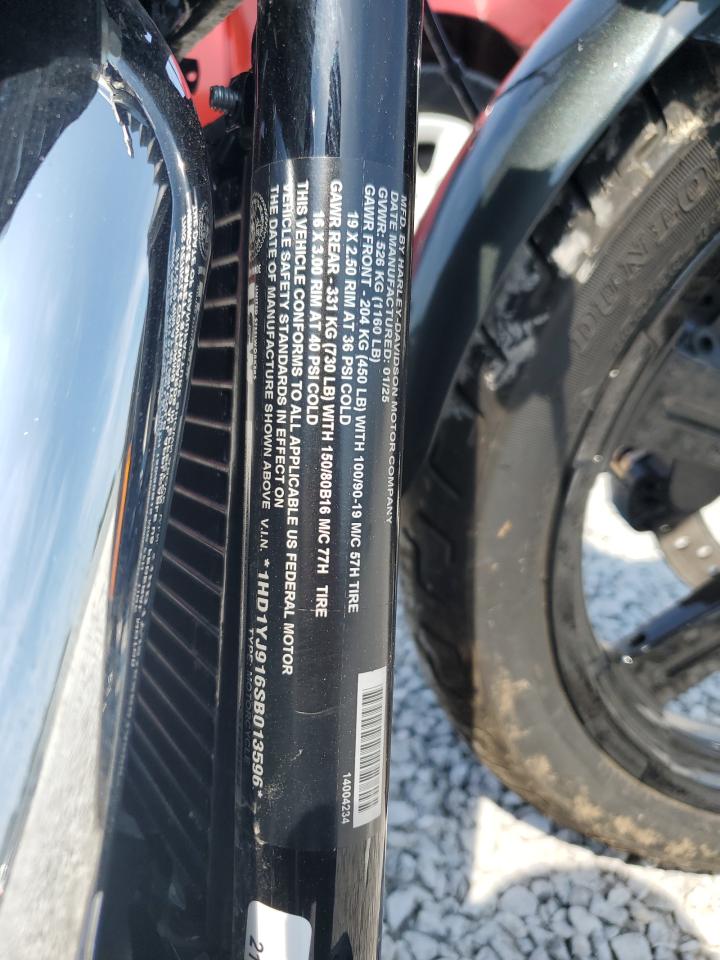 MFD. BY HARLEY-DAVIDSON MOTOR COMPANY
DATE MANUFACTURED: 01/25
GVWR: 526 KG (1160 LB)
GAWR FRONT - 204 KG (450 LB) WITH 100/90-19 M/C 57H TIRE
19 X 2.50 RIM AT 36 PSI COLD
GAWR REAR - 331 KG (730 LB) WITH 150/80B16 M/C 77H TIRE
16 X 3.00 RIM AT 40 PSI COLD
THIS VEHICLE CONFORMS TO ALL APPLICABLE US FEDERAL MOTOR
VEHICLE SAFETY STANDARDS IN EFFECT ON
THE DATE OF MANUFACTURE SHOWN ABOVE V.I.N. *1HD1YJ916SB013596*
TYPE: MOTORCYCLE
UNITED STEELWORKERS
14004234
DUNLOP